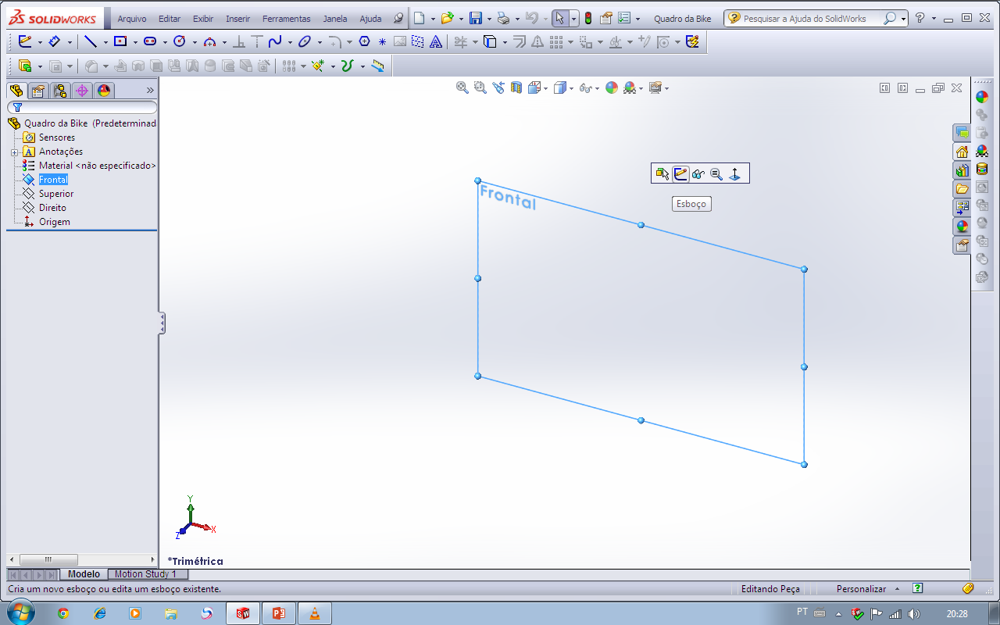 SOLIDWORKS Arquivo Editar Exibir Inserir Ferramentas Janela Ajuda Quadro da Bike Pesquisar a Ajuda do SolidWorks
Quadro da Bike (Predeterminad
Sensores
Anotações
Material <não especificado>
Frontal
Superior
Direito
Origem
Frontal
Esboço
Y
X
Z
*Trimétrica
Modelo Motion Study 1
Cria um novo esboço ou edita um esboço existente. Editando Peça Personalizar
PT 20:28